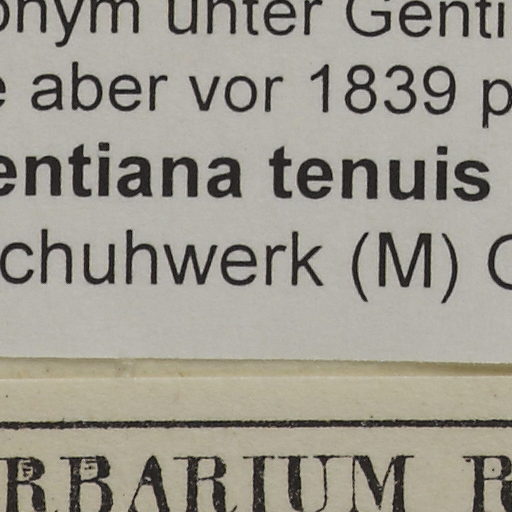 onym unter Genti
e aber vor 1839 p
entiana tenuis
chuhwerk (M) C
RBARIUM R